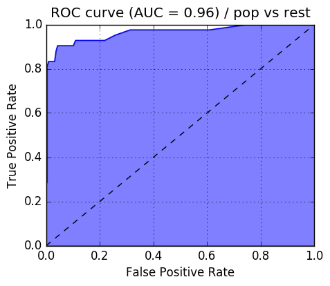 ROC curve (AUC = 0.96) / pop vs rest
1.0
0.8
0.6
0.4
0.2
0.0
True Positive Rate
0.0 0.2 0.4 0.6 0.8 1.0
False Positive Rate